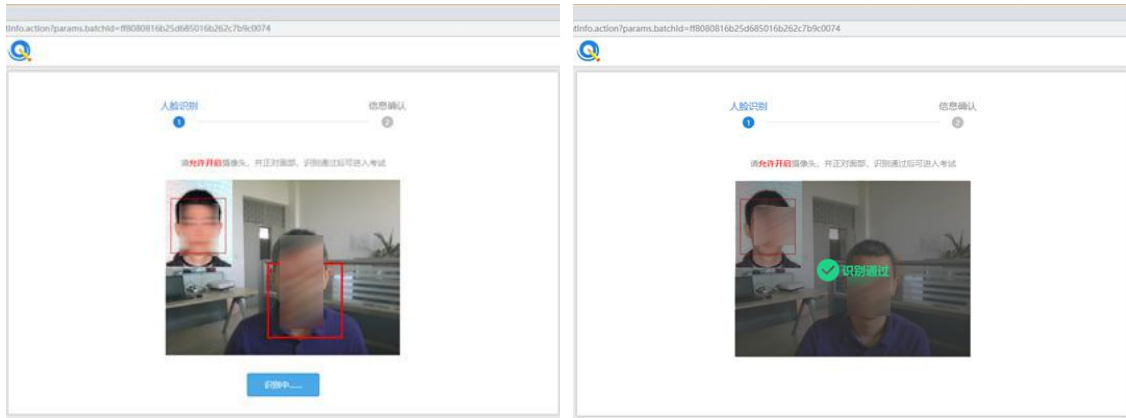 tInfo.action?params.batchId=ff8080816b25d685016b262c7b9c0074
人脸识别
信息确认
1
2
请允许开启摄像头，并正对面部，识别通过后可进入考试
识别中......
tInfo.action?params.batchId=ff8080816b25d685016b262c7b9c0074
人脸识别
信息确认
1
2
请允许开启摄像头，并正对面部，识别通过后可进入考试
识别通过